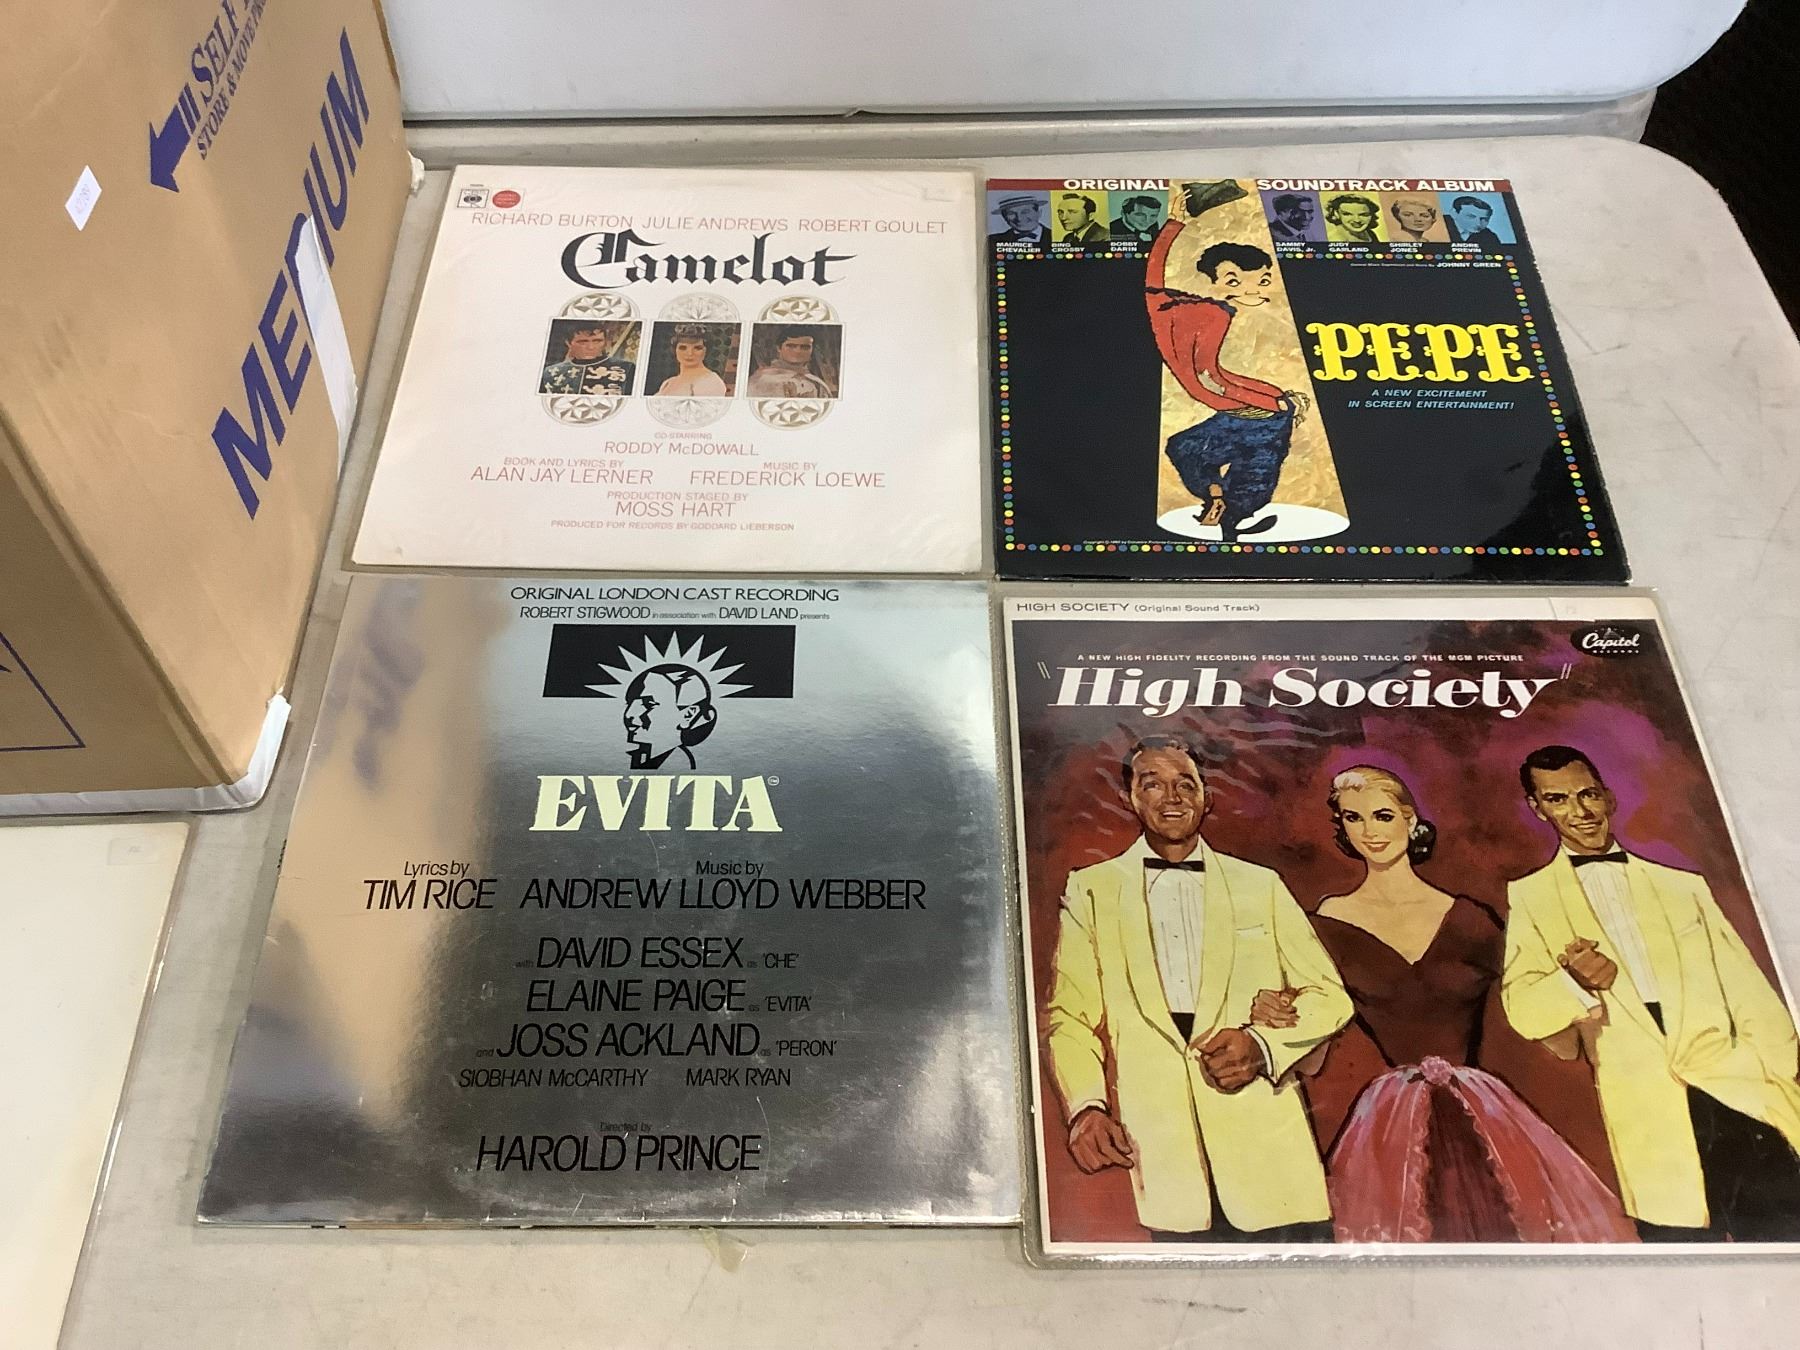 SELF
STORE & MOVE
MEDIUM
RICHARD BURTON JULIE ANDREWS ROBERT GOULET
Camelot
CO-STARRING
RODDY McDOWALL
BOOK AND LYRICS BY
ALAN JAY LERNER
MUSIC BY
FREDERICK LOEWE
PRODUCTION STAGED BY
MOSS HART
PRODUCED FOR RECORDS BY GODDARD LIEBERSON
ORIGINAL SOUNDTRACK ALBUM
MAURICE CHEVALIER
BING CROSBY
BOBBY DARIN
SAMMY DAVIS, Jr.
JUDY GARLAND
SHIRLEY JONES
ANDRE PREVIN
JOHNNY GREEN
PEPE
A NEW EXCITEMENT
IN SCREEN ENTERTAINMENT!
ORIGINAL LONDON CAST RECORDING
ROBERT STIGWOOD in association with DAVID LAND presents
EVITA™
Lyrics by
TIM RICE
Music by
ANDREW LLOYD WEBBER
with DAVID ESSEX as 'CHE'
ELAINE PAIGE as 'EVITA'
and JOSS ACKLAND as 'PERON'
SIOBHAN McCARTHY MARK RYAN
Directed by
HAROLD PRINCE
HIGH SOCIETY (Original Sound Track)
Capitol
RECORDS
A NEW HIGH FIDELITY RECORDING FROM THE SOUND TRACK OF THE MGM PICTURE
"High Society"